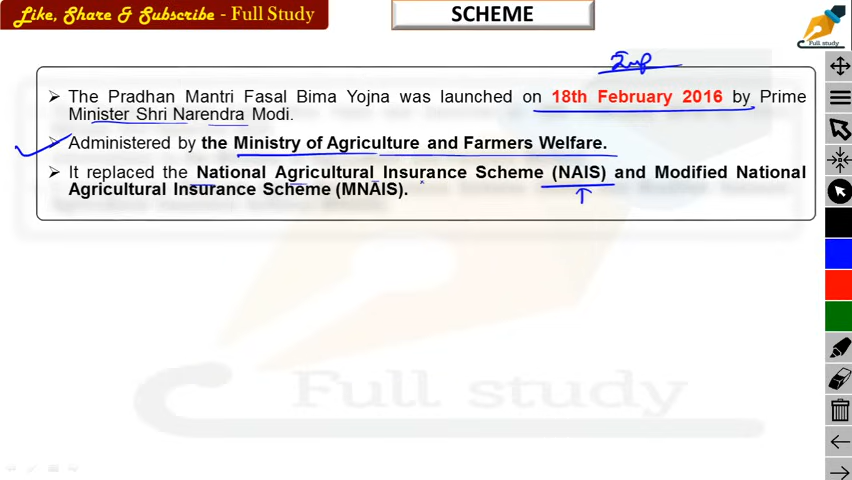 Like, Share & Subscribe - Full Study
SCHEME
Full study
Imp
➢ The Pradhan Mantri Fasal Bima Yojna was launched on 18th February 2016 by Prime
Minister Shri Narendra Modi.
➢ Administered by the Ministry of Agriculture and Farmers Welfare.
➢ It replaced the National Agricultural Insurance Scheme (NAIS) and Modified National
Agricultural Insurance Scheme (MNAIS).
Full study